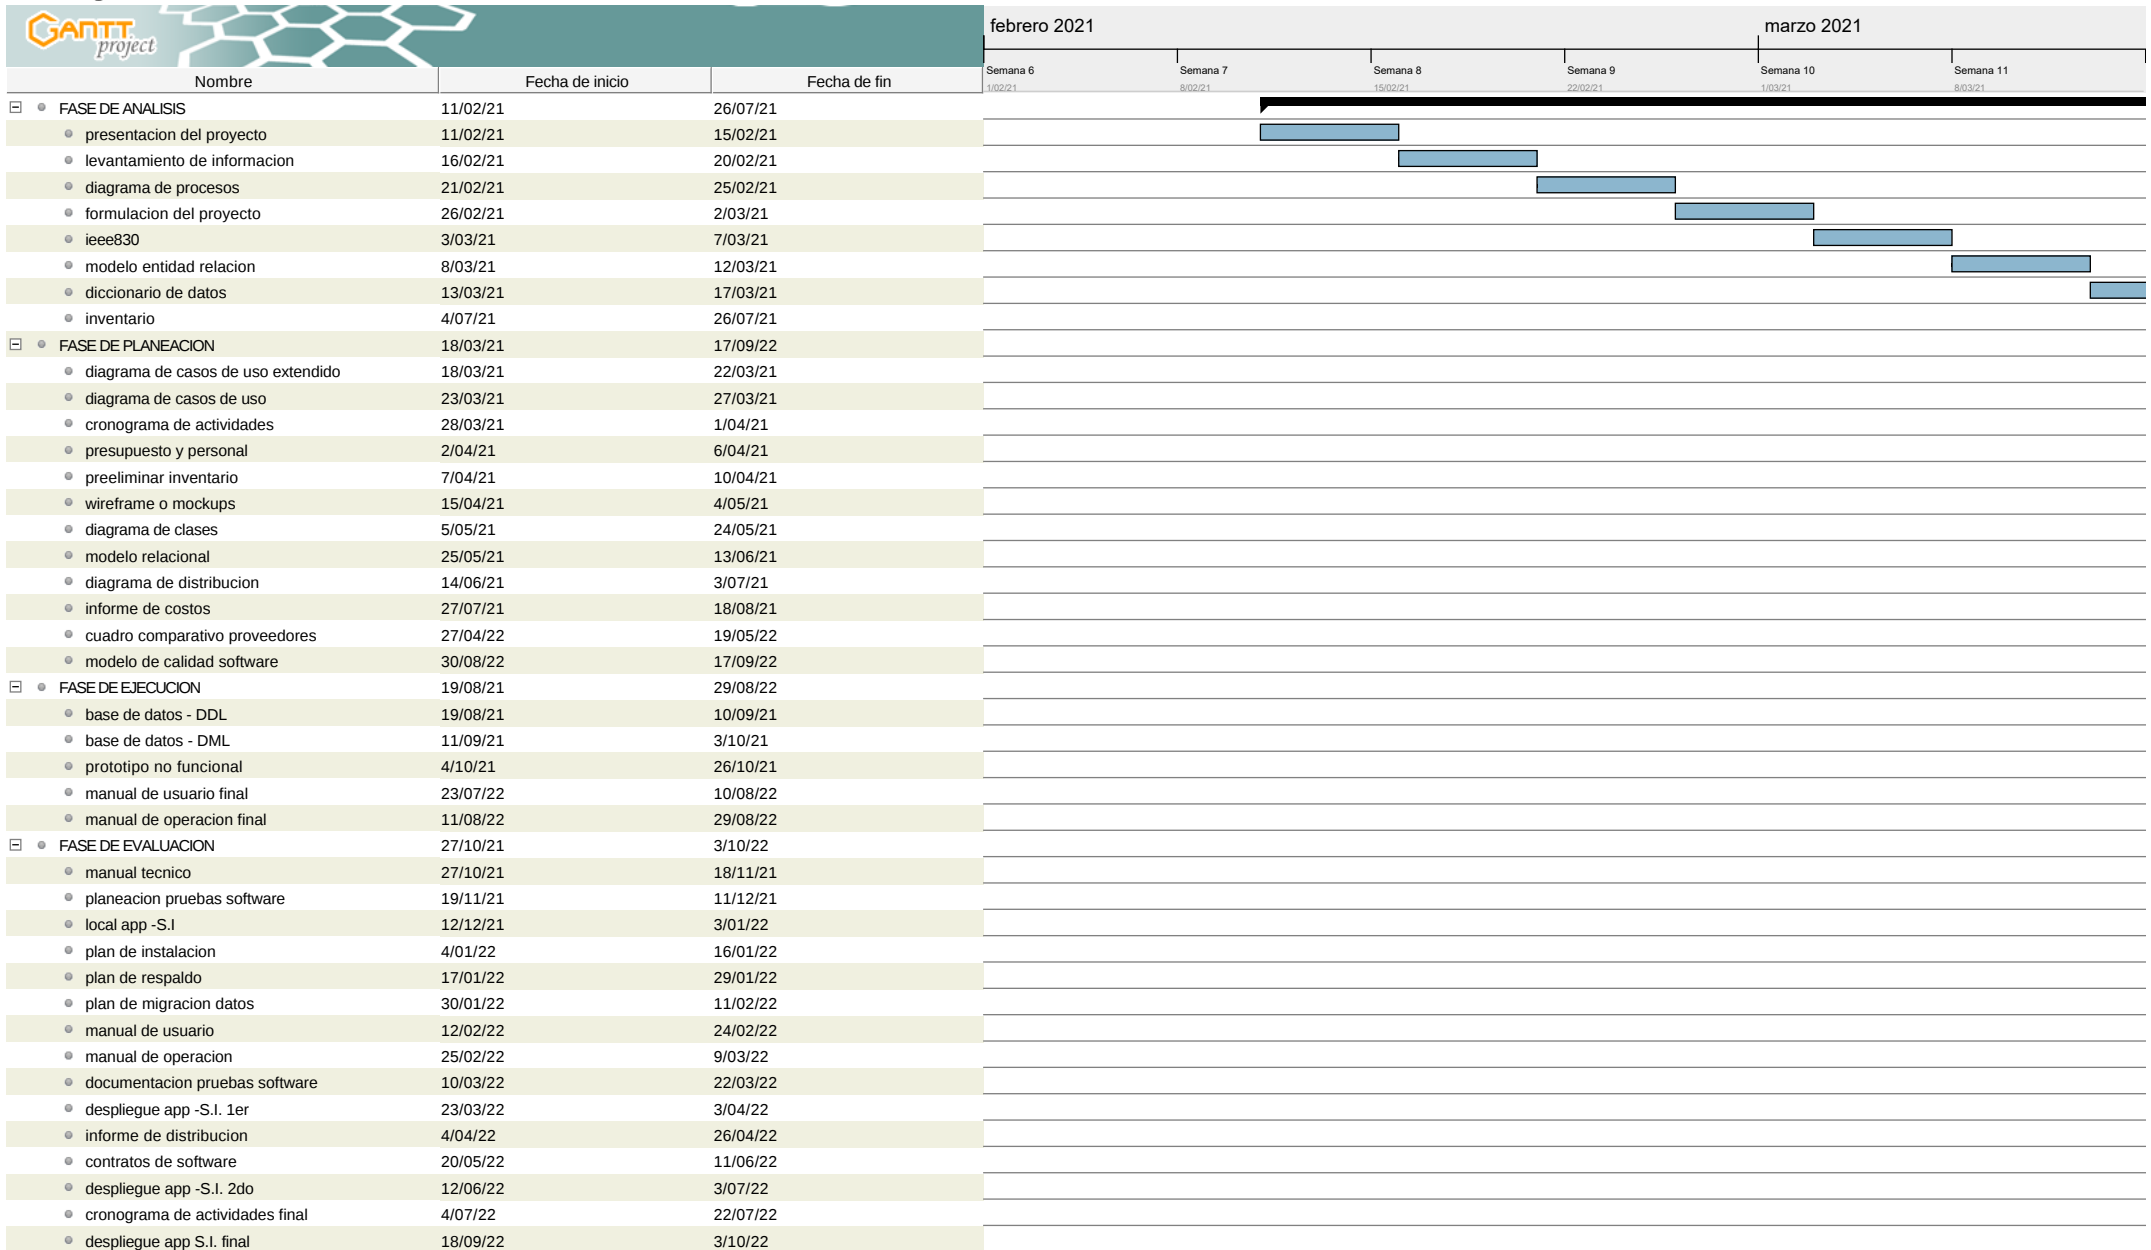 GANTT project
febrero 2021 marzo 2021
Semana 6 Semana 7 Semana 8 Semana 9 Semana 10 Semana 11
1/02/21 8/02/21 15/02/21 22/02/21 1/03/21 8/03/21
Nombre Fecha de inicio Fecha de fin
FASE DE ANALISIS 11/02/21 26/07/21
presentacion del proyecto 11/02/21 15/02/21
levantamiento de informacion 16/02/21 20/02/21
diagrama de procesos 21/02/21 25/02/21
formulacion del proyecto 26/02/21 2/03/21
ieee830 3/03/21 7/03/21
modelo entidad relacion 8/03/21 12/03/21
diccionario de datos 13/03/21 17/03/21
inventario 4/07/21 26/07/21
FASE DE PLANEACION 18/03/21 17/09/22
diagrama de casos de uso extendido 18/03/21 22/03/21
diagrama de casos de uso 23/03/21 27/03/21
cronograma de actividades 28/03/21 1/04/21
presupuesto y personal 2/04/21 6/04/21
preeliminar inventario 7/04/21 10/04/21
wireframe o mockups 15/04/21 4/05/21
diagrama de clases 5/05/21 24/05/21
modelo relacional 25/05/21 13/06/21
diagrama de distribucion 14/06/21 3/07/21
informe de costos 27/07/21 18/08/21
cuadro comparativo proveedores 27/04/22 19/05/22
modelo de calidad software 30/08/22 17/09/22
FASE DE EJECUCION 19/08/21 29/08/22
base de datos - DDL 19/08/21 10/09/21
base de datos - DML 11/09/21 3/10/21
prototipo no funcional 4/10/21 26/10/21
manual de usuario final 23/07/22 10/08/22
manual de operacion final 11/08/22 29/08/22
FASE DE EVALUACION 27/10/21 3/10/22
manual tecnico 27/10/21 18/11/21
planeacion pruebas software 19/11/21 11/12/21
local app -S.I 12/12/21 3/01/22
plan de instalacion 4/01/22 16/01/22
plan de respaldo 17/01/22 29/01/22
plan de migracion datos 30/01/22 11/02/22
manual de usuario 12/02/22 24/02/22
manual de operacion 25/02/22 9/03/22
documentacion pruebas software 10/03/22 22/03/22
despliegue app -S.I. 1er 23/03/22 3/04/22
informe de distribucion 4/04/22 26/04/22
contratos de software 20/05/22 11/06/22
despliegue app -S.I. 2do 12/06/22 3/07/22
cronograma de actividades final 4/07/22 22/07/22
despliegue app S.I. final 18/09/22 3/10/22